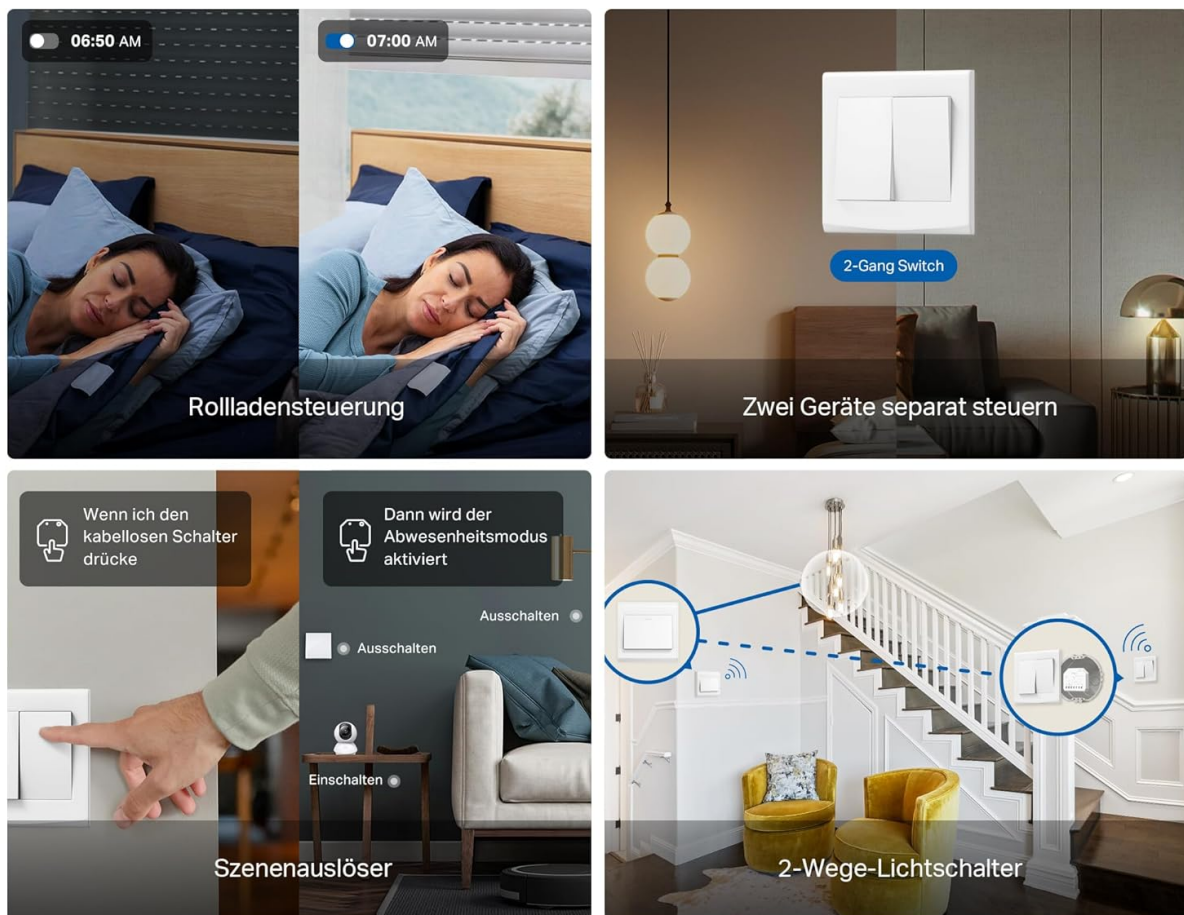 06:50 AM
07:00 AM
Rollladensteuerung
2-Gang Switch
Zwei Geräte separat steuern
Wenn ich den
kabellosen Schalter
drücke
Dann wird der
Abwesenheitsmodus
aktiviert
Ausschalten
Ausschalten
Einschalten
Szenenauslöser
2-Wege-Lichtschalter